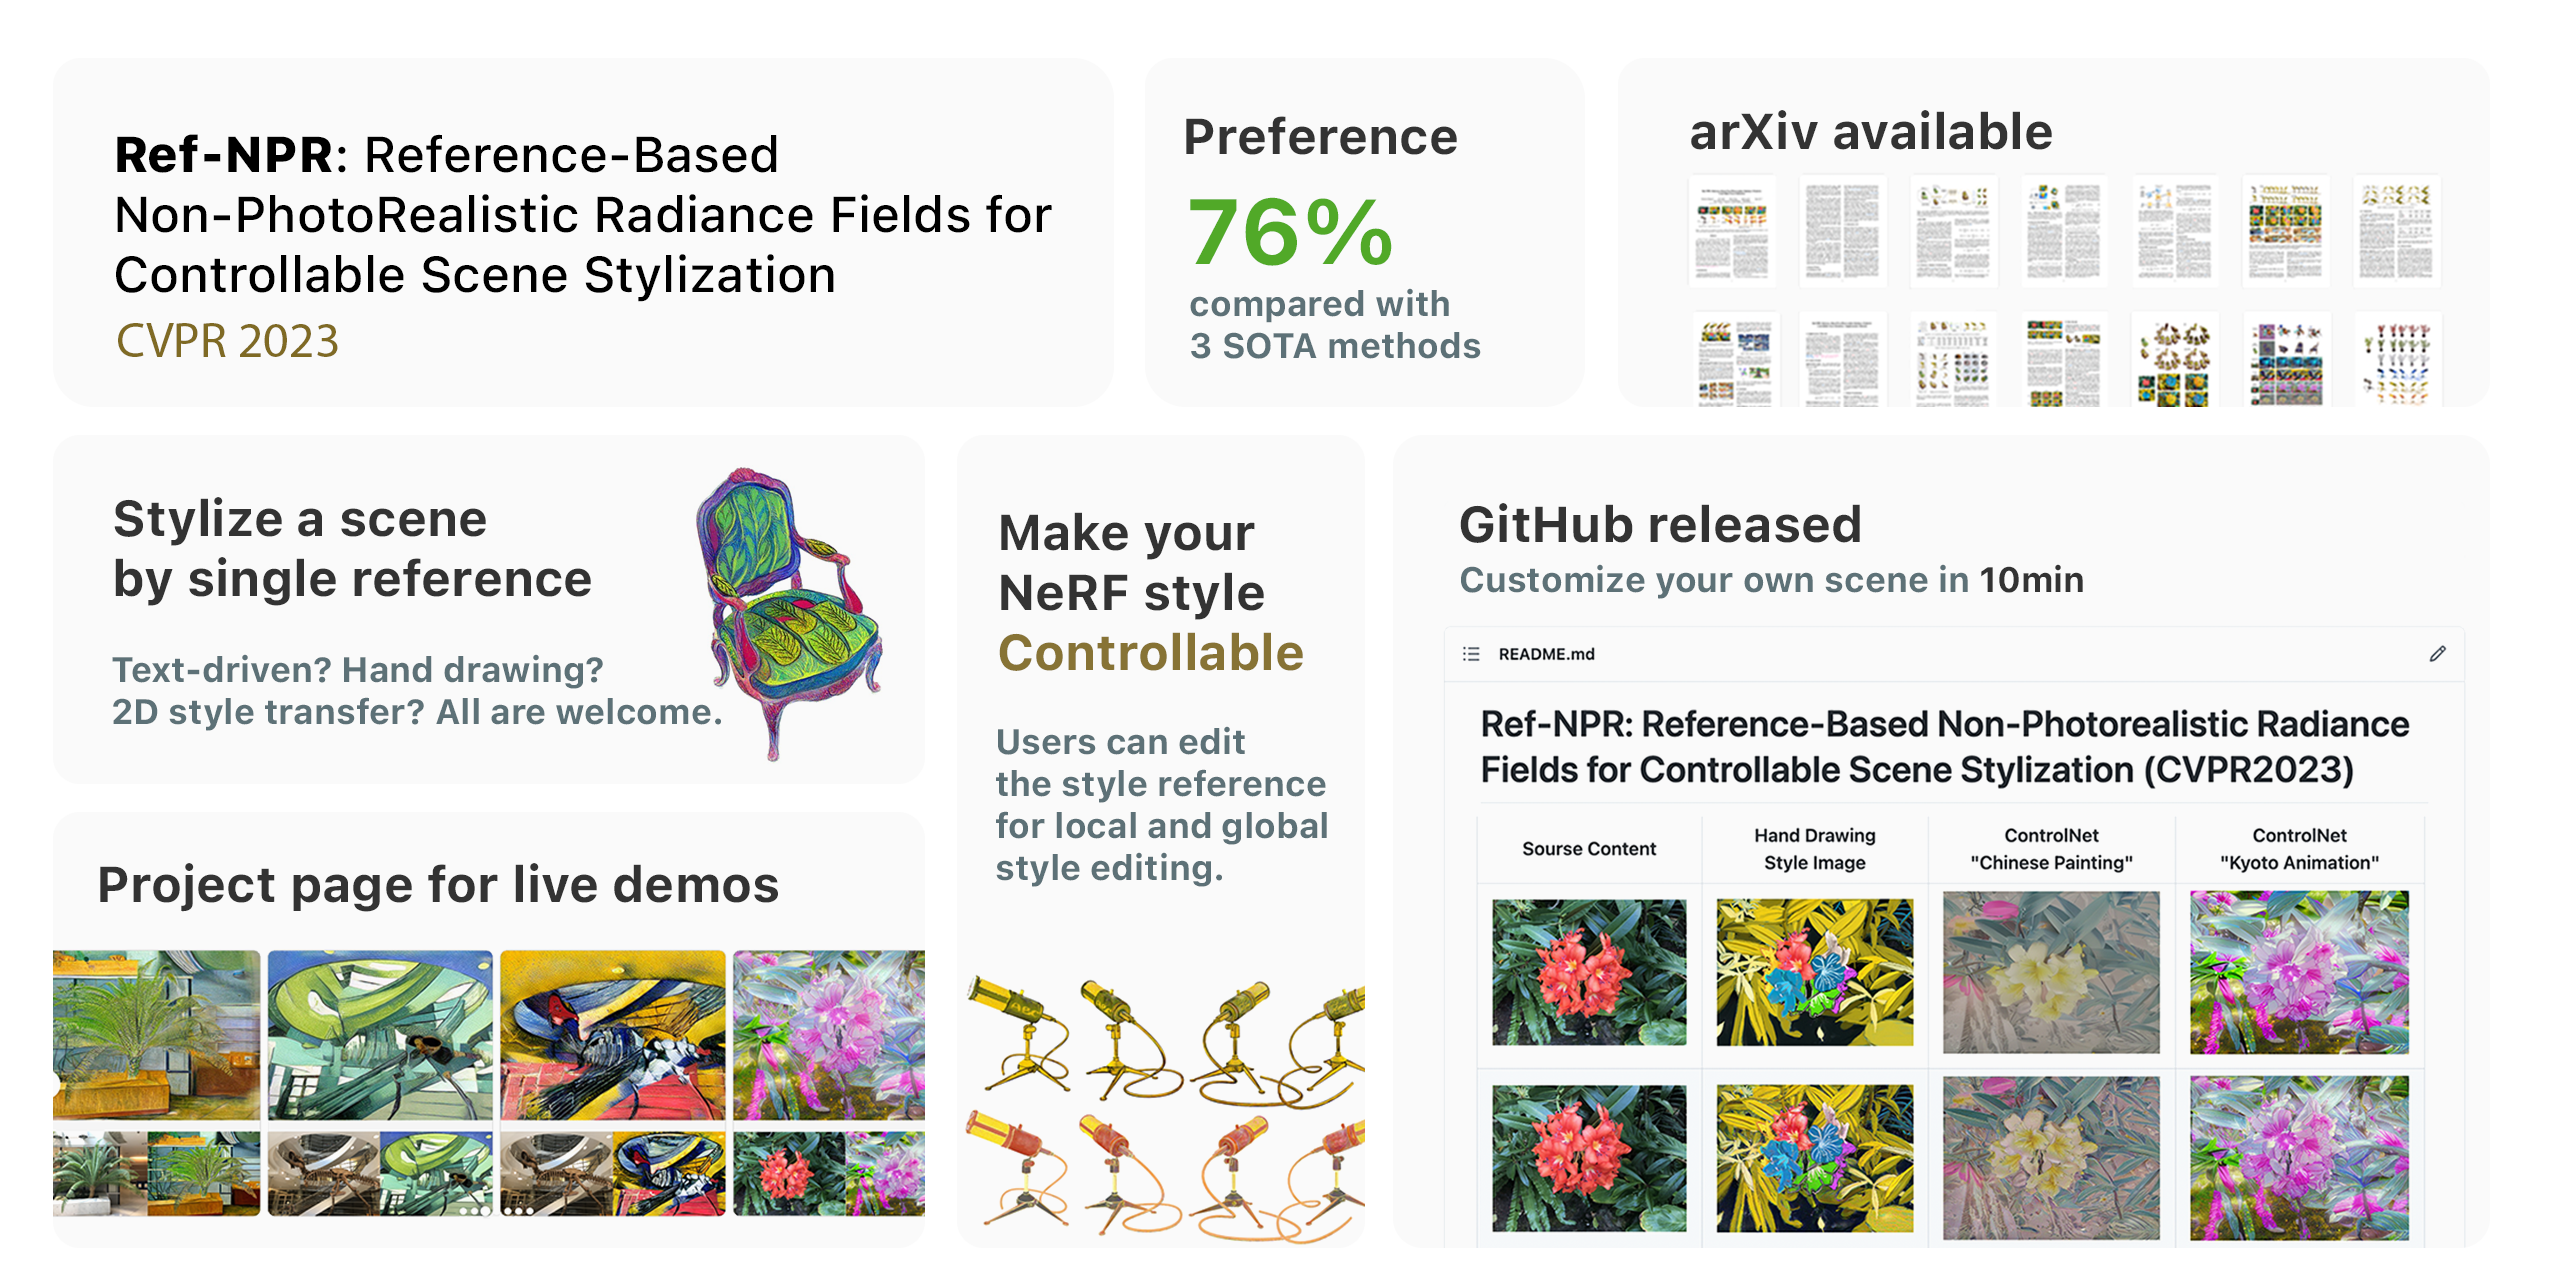 Ref-NPR: Reference-Based
Non-PhotoRealistic Radiance Fields for
Controllable Scene Stylization
CVPR 2023
Preference
76%
compared with
3 SOTA methods
arXiv available
Stylize a scene
by single reference
Text-driven? Hand drawing?
2D style transfer? All are welcome.
Project page for live demos
Make your
NeRF style
Controllable
Users can edit
the style reference
for local and global
style editing.
GitHub released
Customize your own scene in 10min
README.md
Ref-NPR: Reference-Based Non-Photorealistic Radiance
Fields for Controllable Scene Stylization (CVPR2023)
Sourse Content
Hand Drawing
Style Image
ControlNet
"Chinese Painting"
ControlNet
"Kyoto Animation"